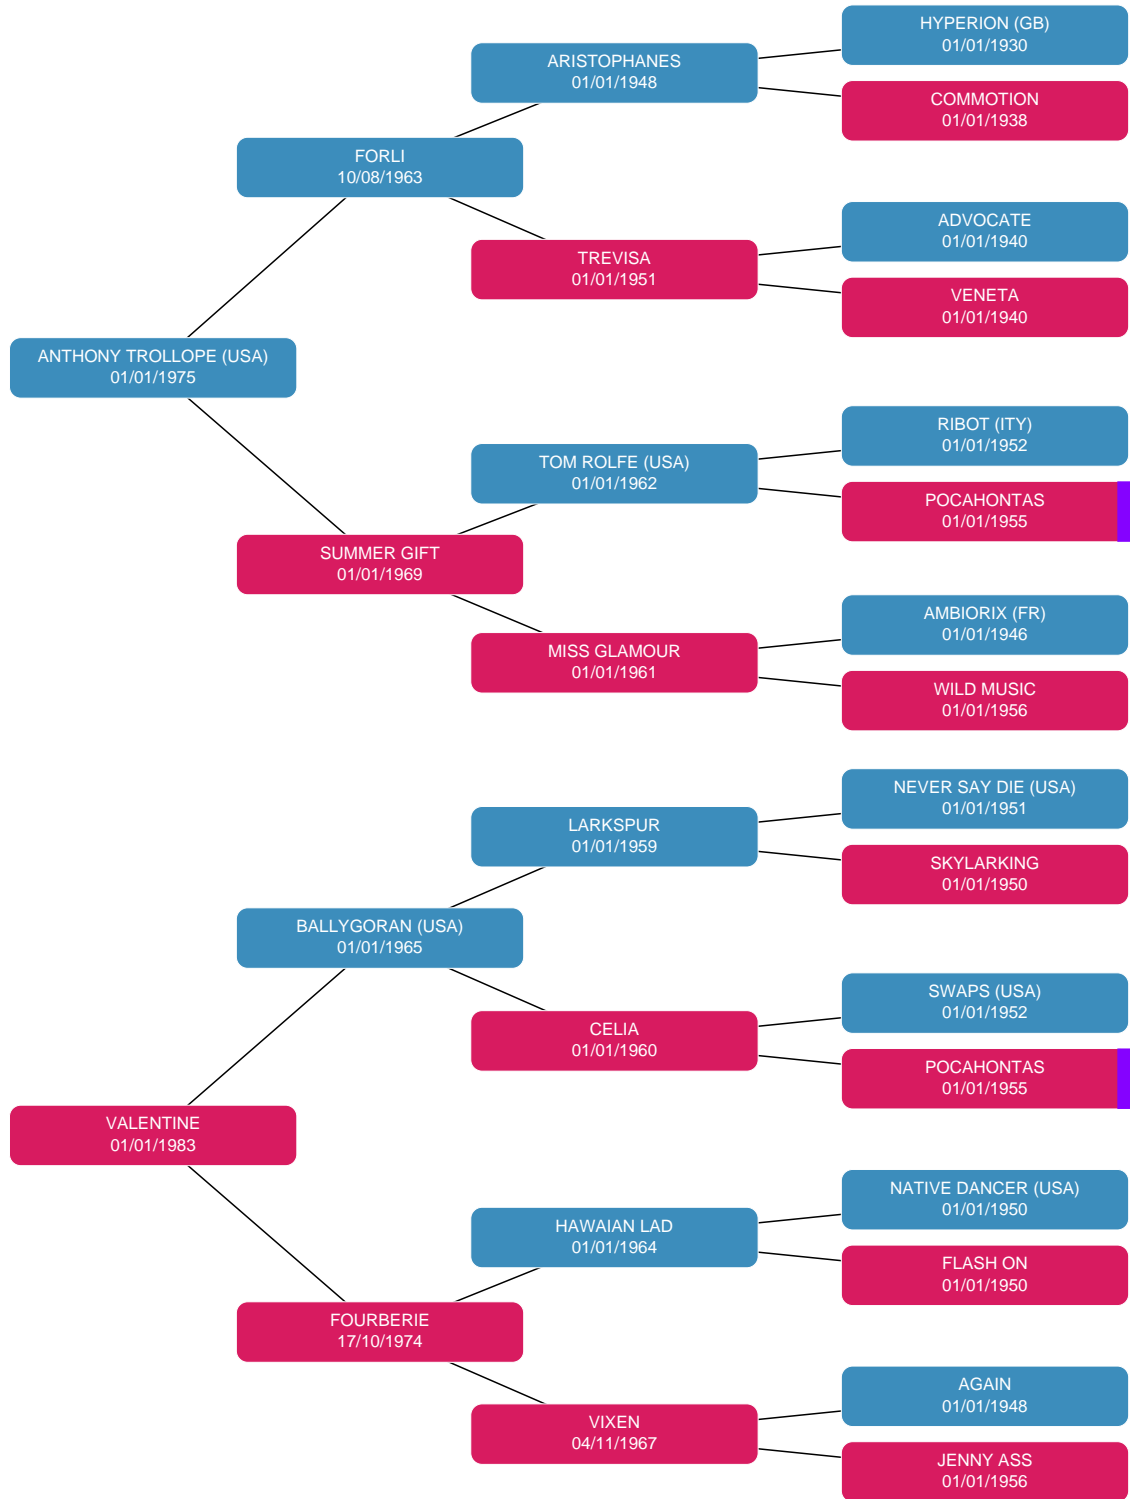 HYPERION (GB)
01/01/1930
ARISTOPHANES
01/01/1948
COMMOTION
01/01/1938
FORLI
10/08/1963
ADVOCATE
01/01/1940
TREVISA
01/01/1951
VENETA
01/01/1940
ANTHONY TROLLOPE (USA)
01/01/1975
RIBOT (ITY)
01/01/1952
TOM ROLFE (USA)
01/01/1962
POCAHONTAS
01/01/1955
SUMMER GIFT
01/01/1969
AMBIORIX (FR)
01/01/1946
MISS GLAMOUR
01/01/1961
WILD MUSIC
01/01/1956
NEVER SAY DIE (USA)
01/01/1951
LARKSPUR
01/01/1959
SKYLARKING
01/01/1950
BALLYGORAN (USA)
01/01/1965
SWAPS (USA)
01/01/1952
CELIA
01/01/1960
POCAHONTAS
01/01/1955
VALENTINE
01/01/1983
NATIVE DANCER (USA)
01/01/1950
HAWAIAN LAD
01/01/1964
FLASH ON
01/01/1950
FOURBERIE
17/10/1974
AGAIN
01/01/1948
VIXEN
04/11/1967
JENNY ASS
01/01/1956